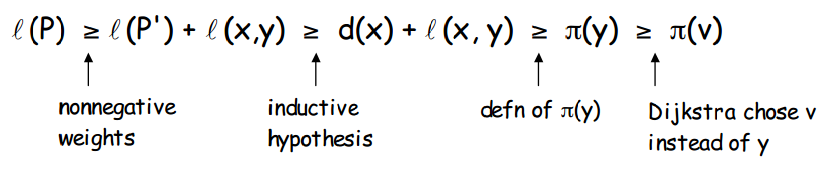 ℓ(P) ≥ ℓ(P') + ℓ(x,y) ≥ d(x) + ℓ(x, y) ≥ π(y) ≥ π(v)
nonnegative
weights
inductive
hypothesis
defn of π(y)
Dijkstra chose v
instead of y